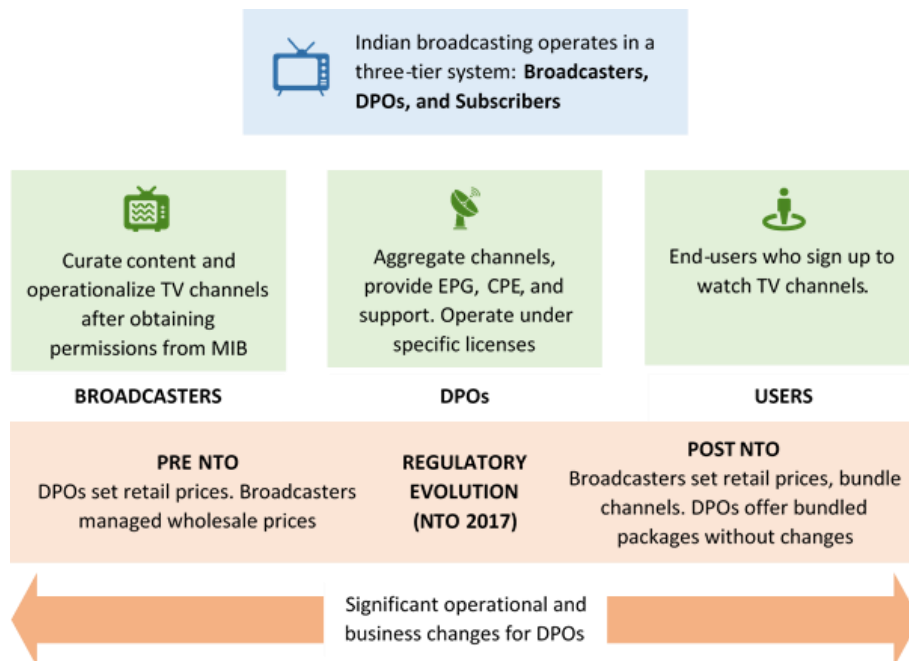 Indian broadcasting operates in a
three-tier system: Broadcasters,
DPOs, and Subscribers
Curate content and
operationalize TV channels
after obtaining
permissions from MIB
BROADCASTERS
Aggregate channels,
provide EPG, CPE, and
support. Operate under
specific licenses
DPOs
End-users who sign up to
watch TV channels.
USERS
PRE NTO
DPOs set retail prices. Broadcasters
managed wholesale prices
REGULATORY
EVOLUTION
(NTO 2017)
POST NTO
Broadcasters set retail prices, bundle
channels. DPOs offer bundled
packages without changes
Significant operational and
business changes for DPOs